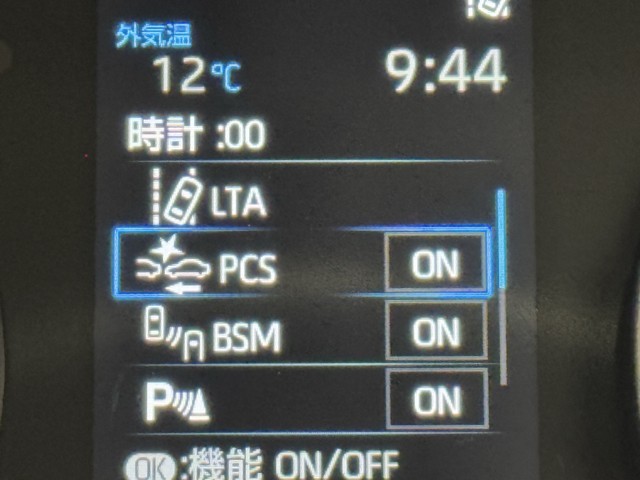 外気温
12℃ 9:44
時計 :00
LTA
PCS ON
BSM ON
P ON
OK:機能 ON/OFF